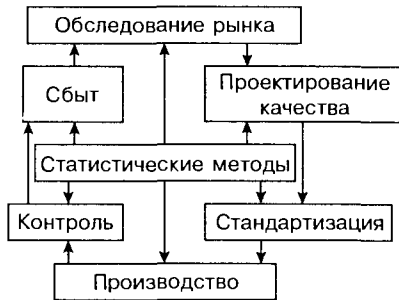 Обследование рынка
Сбыт
Проектирование
качества
Статистические методы
Контроль
Стандартизация
Производство